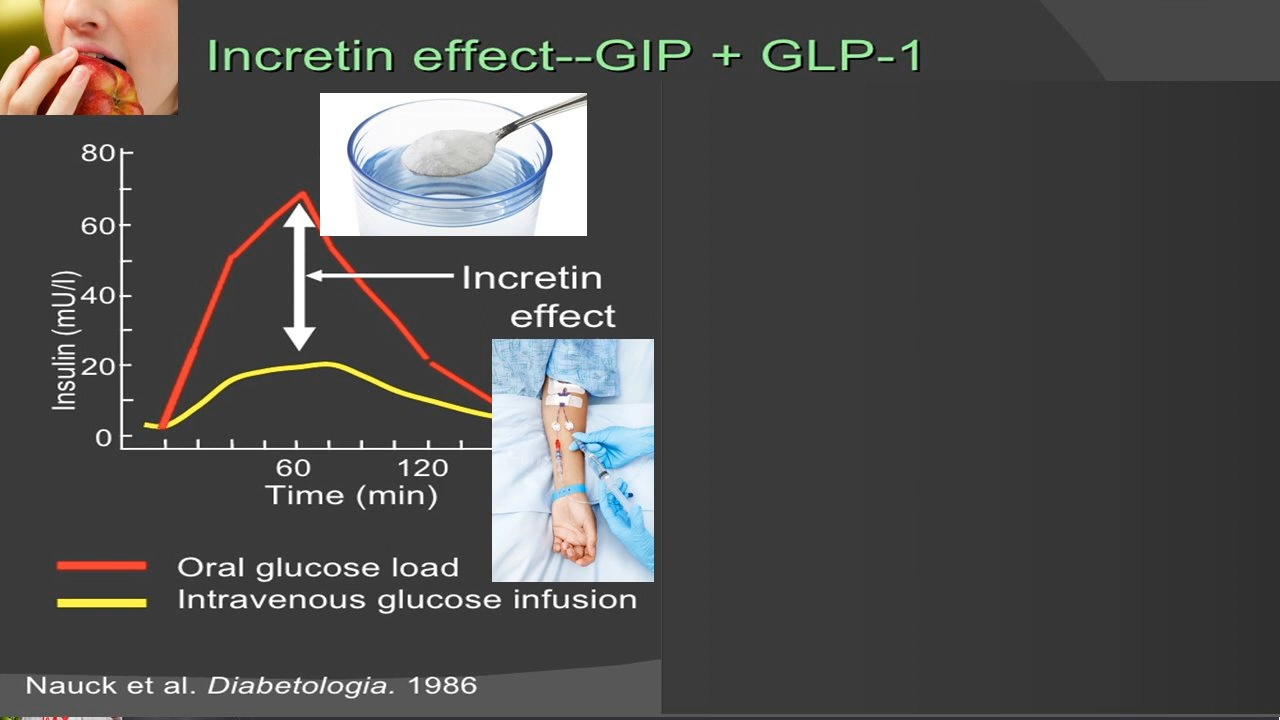 Incretin effect--GIP + GLP-1
80
60
40
20
0
Insulin (mU/l)
Incretin
effect
60
120
Time (min)
Oral glucose load
Intravenous glucose infusion
Nauck et al. Diabetologia. 1986